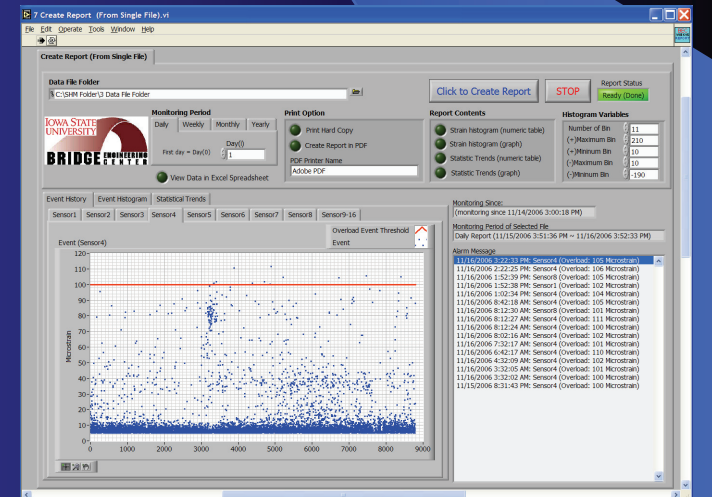 7 Create Report (From Single File).vi
File Edit Operate Tools Window Help
Create Report (From Single File)
Data File Folder
C:\SHM Folder\3 Data File Folder
Click to Create Report
STOP
Report Status
Ready (Done)
IOWA STATE
UNIVERSITY
BRIDGE ENGINEERING
CENTER
Monitoring Period
Daily Weekly Monthly Yearly
First day = Day(0)
Day(i)
1
View Data in Excel Spreadsheet
Print Option
Print Hard Copy
Create Report in PDF
PDF Printer Name
Adobe PDF
Report Contents
Strain histogram (numeric table)
Strain histogram (graph)
Statistic Trends (numeric table)
Statistic Trends (graph)
Histogram Variables
Number of Bin 11
(+)Maximum Bin 210
(+)Mininum Bin 10
(-)Maximum Bin 10
(-)Mininum Bin -190
Event History Event Histogram Statistical Trends
Sensor1 Sensor2 Sensor3 Sensor4 Sensor5 Sensor6 Sensor7 Sensor8 Sensor9-16
Overload Event Threshold
Event
Event (Sensor4)
120
110
100
90
80
70
60
50
40
30
20
10
0
Microstrain
0 1000 2000 3000 4000 5000 6000 7000 8000 9000
Monitoring Since:
(monitoring since 11/14/2006 3:00:18 PM)
Monitoring Period of Selected File
Daily Report (11/15/2006 3:51:36 PM ~ 11/16/2006 3:52:33 PM)
Alarm Message
11/16/2006 3:22:33 PM: Sensor4 (Overload: 105 Microstrain)
11/16/2006 2:22:25 PM: Sensor4 (Overload: 106 Microstrain)
11/16/2006 1:52:39 PM: Sensor8 (Overload: 105 Microstrain)
11/16/2006 1:52:38 PM: Sensor1 (Overload: 102 Microstrain)
11/16/2006 1:02:34 PM: Sensor4 (Overload: 104 Microstrain)
11/16/2006 8:42:18 AM: Sensor4 (Overload: 105 Microstrain)
11/16/2006 8:12:30 AM: Sensor8 (Overload: 101 Microstrain)
11/16/2006 8:12:27 AM: Sensor4 (Overload: 111 Microstrain)
11/16/2006 8:12:24 AM: Sensor4 (Overload: 100 Microstrain)
11/16/2006 8:02:16 AM: Sensor4 (Overload: 102 Microstrain)
11/16/2006 7:32:17 AM: Sensor4 (Overload: 101 Microstrain)
11/16/2006 6:42:17 AM: Sensor4 (Overload: 110 Microstrain)
11/16/2006 4:32:09 AM: Sensor4 (Overload: 102 Microstrain)
11/16/2006 3:32:05 AM: Sensor4 (Overload: 101 Microstrain)
11/16/2006 3:32:02 AM: Sensor4 (Overload: 100 Microstrain)
11/15/2006 8:31:43 PM: Sensor4 (Overload: 100 Microstrain)